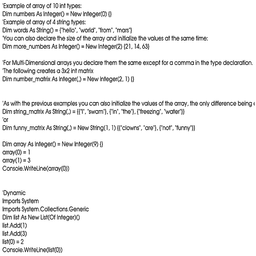 'Example of array of 10 int types:
Dim numbers As Integer() = New Integer(0) {}
'Example of array of 4 string types:
Dim words As String() = {"hello", "world", "from", "mars"}
'You can also declare the size of the array and initialize the values at the same time:
Dim more_numbers As Integer() = New Integer(2) {21, 14, 63}
'For Multi-Dimensional arrays you declare them the same except for a comma in the type declaration.
'The following creates a 3x2 int matrix
Dim number_matrix As Integer(,) = New Integer(2, 1) {}
'As with the previous examples you can also initialize the values of the array, the only difference being
Dim string_matrix As String(,) = {{"I", "swam"}, {"in", "the"}, {"freezing", "water"}}
'or
Dim funny_matrix As String(,) = New String(1, 1) {{"clowns", "are"}, {"not", "funny"}}
Dim array As Integer() = New Integer(9) {}
array(0) = 1
array(1) = 3
Console.WriteLine(array(0))
'Dynamic
Imports System
Imports System.Collections.Generic
Dim list As New List(Of Integer)()
list.Add(1)
list.Add(3)
list(0) = 2
Console.WriteLine(list(0))